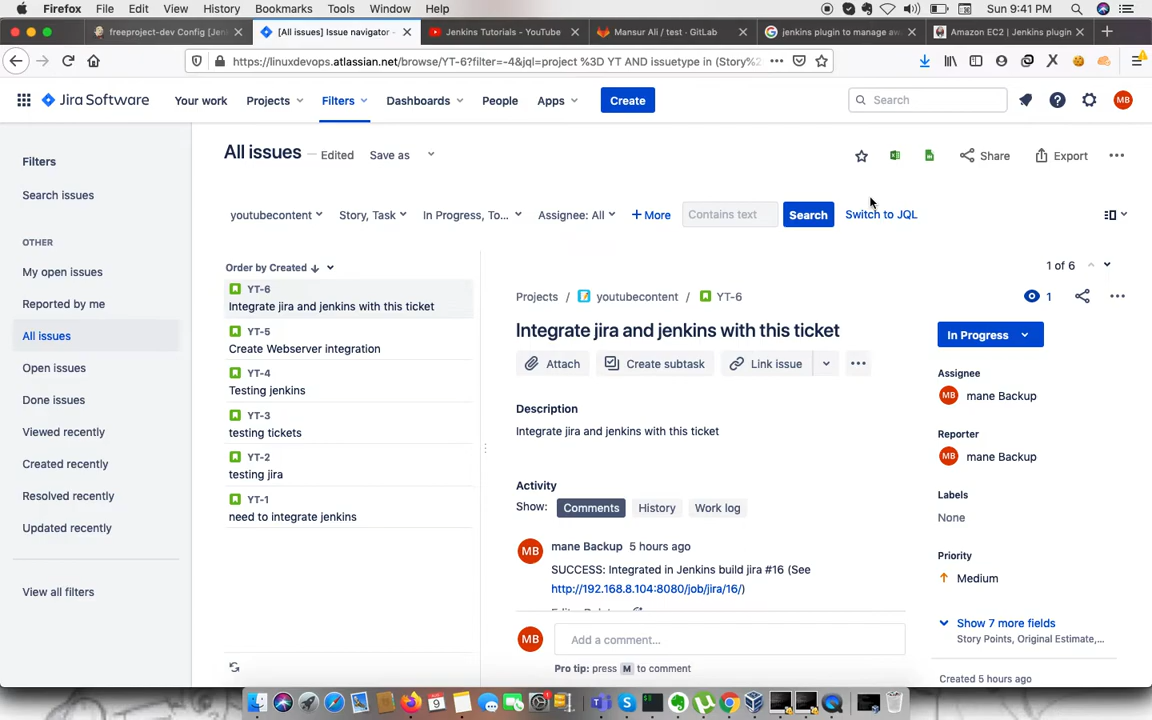 Firefox File Edit View History Bookmarks Tools Window Help Sun 9:41 PM
freeproject-dev Config [Jen
[All issues] Issue navigator -
Jenkins Tutorials - YouTube
Mansur Ali / test · GitLab
jenkins plugin to manage aw
Amazon EC2 | Jenkins plugin
https://linuxdevops.atlassian.net/browse/YT-6?filter=-4&jql=project %3D YT AND issuetype in (Story%2
Jira Software Your work Projects Filters Dashboards People Apps Create Search MB
Filters
Search issues
OTHER
My open issues
Reported by me
All issues
Open issues
Done issues
Viewed recently
Created recently
Resolved recently
Updated recently
View all filters
All issues — Edited Save as
Share Export
youtubecontent Story, Task In Progress, To... Assignee: All + More Contains text Search Switch to JQL
Order by Created
YT-6
Integrate jira and jenkins with this ticket
YT-5
Create Webserver integration
YT-4
Testing jenkins
YT-3
testing tickets
YT-2
testing jira
YT-1
need to integrate jenkins
1 of 6
Projects / youtubecontent / YT-6
1
Integrate jira and jenkins with this ticket
Attach Create subtask Link issue
Description
Integrate jira and jenkins with this ticket
Activity
Show: Comments History Work log
MB mane Backup 5 hours ago
SUCCESS: Integrated in Jenkins build jira #16 (See
http://192.168.8.104:8080/job/jira/16/)
MB Add a comment...
Pro tip: press M to comment
In Progress
Assignee
MB mane Backup
Reporter
MB mane Backup
Labels
None
Priority
Medium
Show 7 more fields
Story Points, Original Estimate,...
Created 5 hours ago